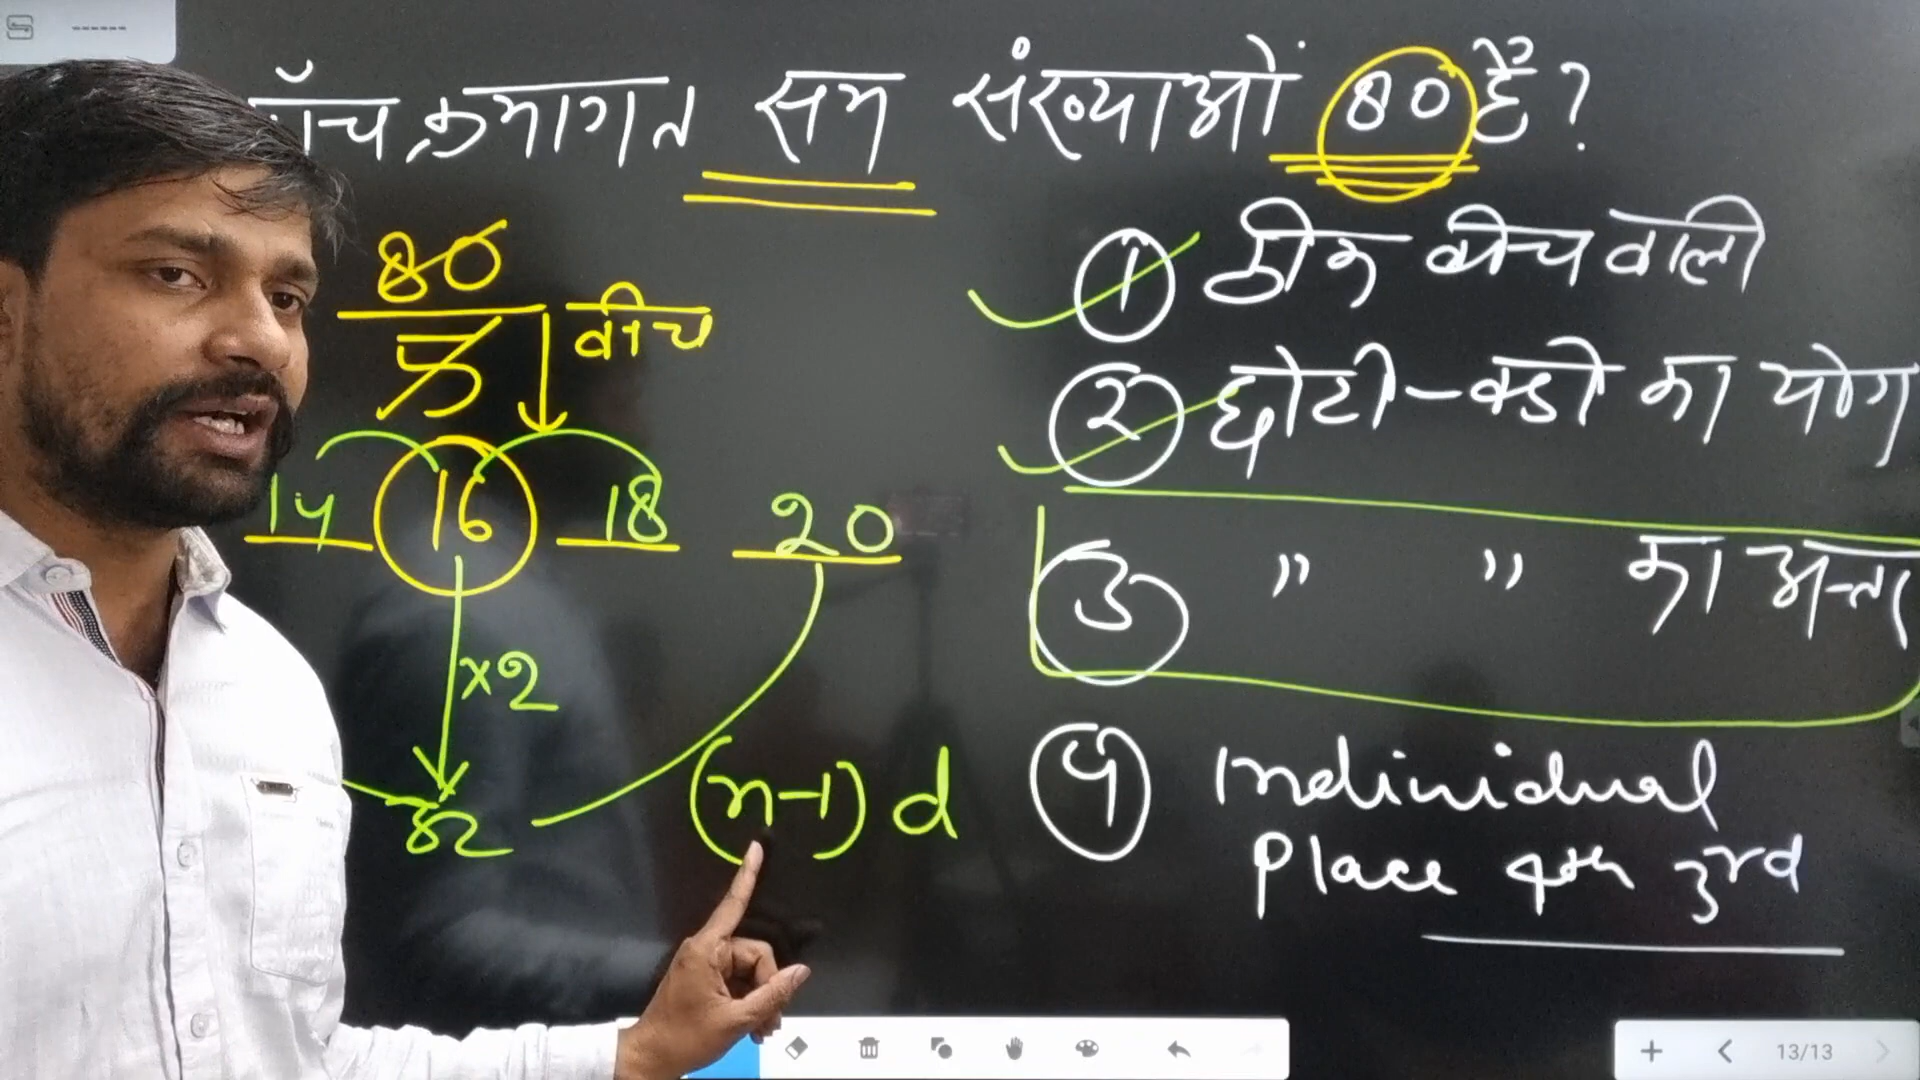 पाँच क्रमागत सम संख्याओं 80 हैं ?
80
5
बीच
14 16 18 20
×2
32
(n-1) d
① ठीक बीच वाली
② छोटी-बडी का योग
③ " " का अन्तर
④ Individual
Place 4th 3rd
13/13